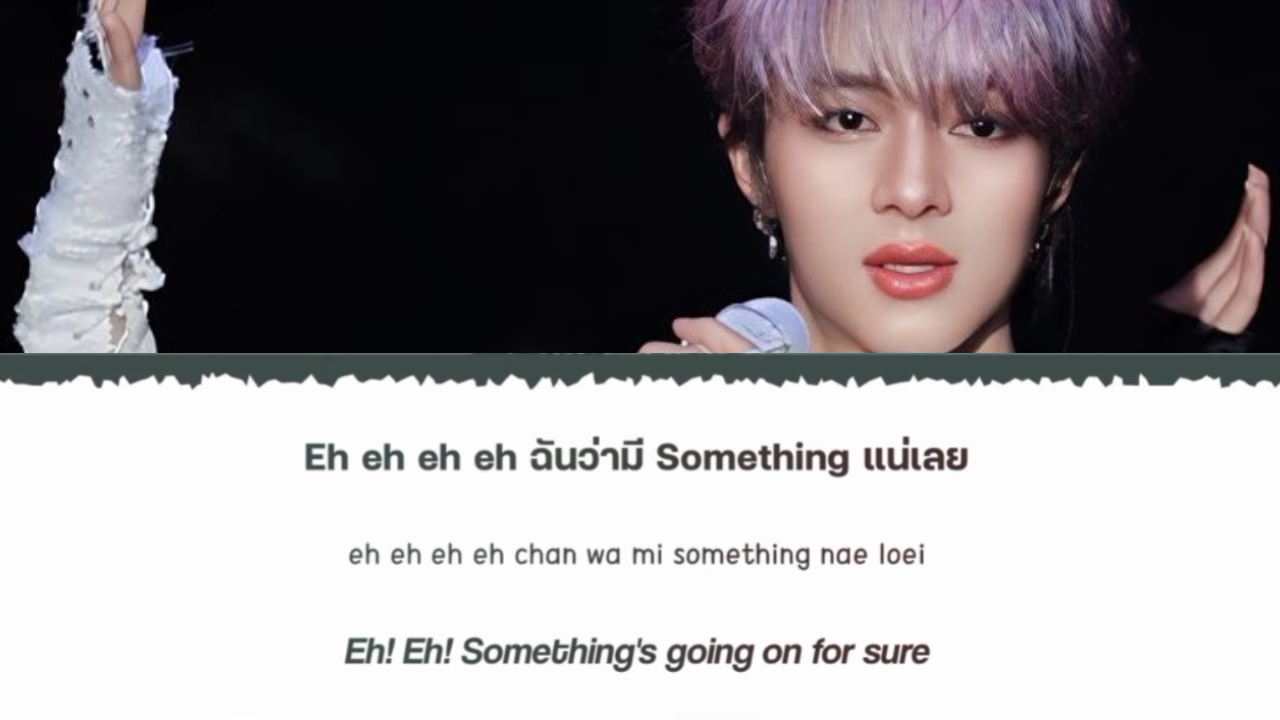 Eh eh eh eh ฉันว่ามี Something แน่เลย
eh eh eh eh chan wa mi something nae loei
Eh! Eh! Something's going on for sure